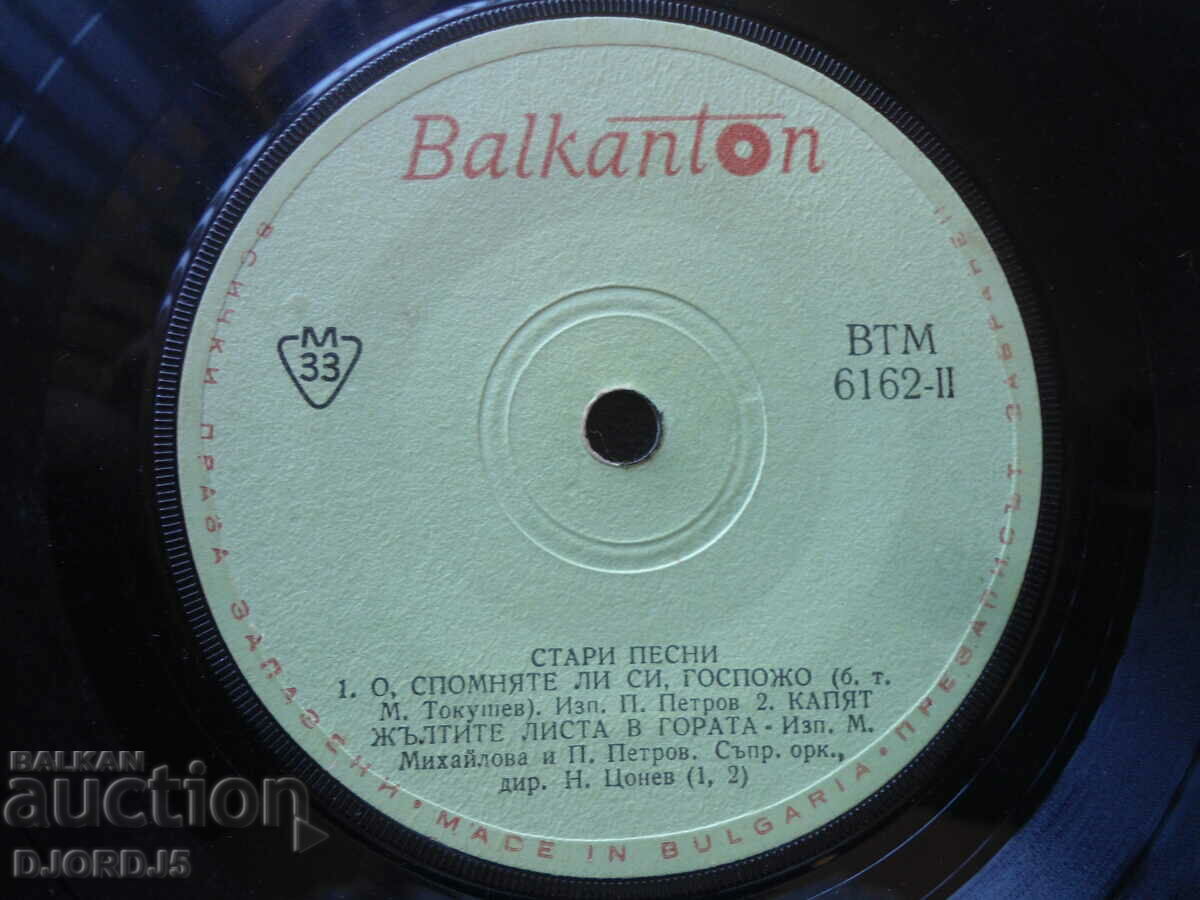 Balkanton
M
33
ВТМ
6162-II
СТАРИ ПЕСНИ
1. О, СПОМНЯТЕ ЛИ СИ, ГОСПОЖО (б. т.
М. Токушев). Изп. П. Петров 2. КАПЯТ
ЖЪЛТИТЕ ЛИСТА В ГОРАТА - Изп. М.
Михайлова и П. Петров. Съпр. орк.,
дир. Н. Цонев (1, 2)
ВСИЧКИ ПРАВА ЗАПАЗЕНИ • MADE IN BULGARIA • ПРЕЗАПИСЪТ ЗАБРАНЕН
BALKAN
auction
DJORDJ5